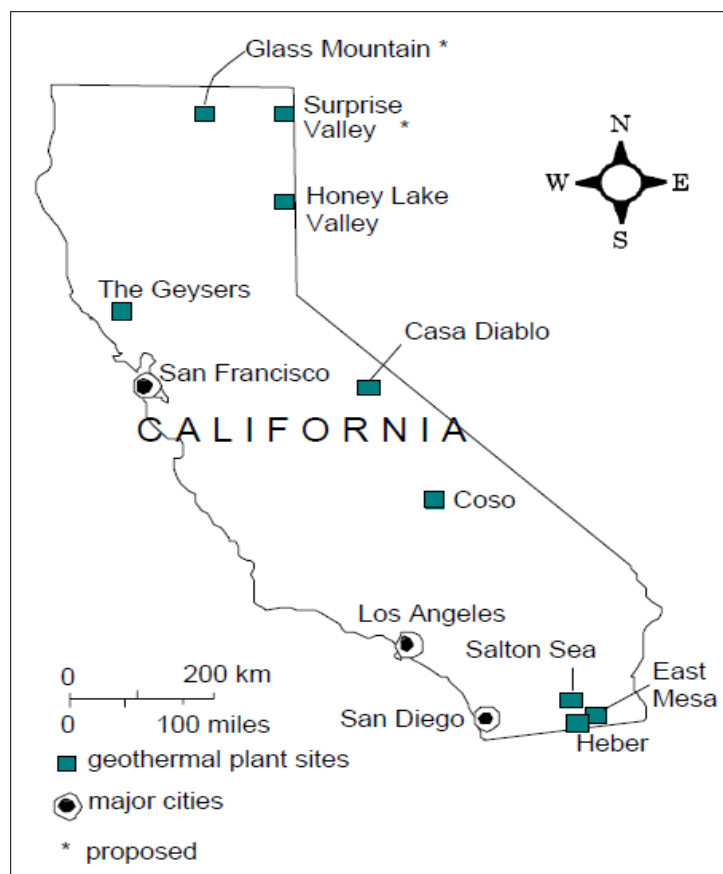 Glass Mountain *
Surprise
Valley *
N
W E
S
Honey Lake
Valley
The Geysers
Casa Diablo
San Francisco
CALIFORNIA
Coso
Los Angeles
Salton Sea
East
Mesa
0 200 km
0 100 miles
San Diego
Heber
geothermal plant sites
major cities
* proposed